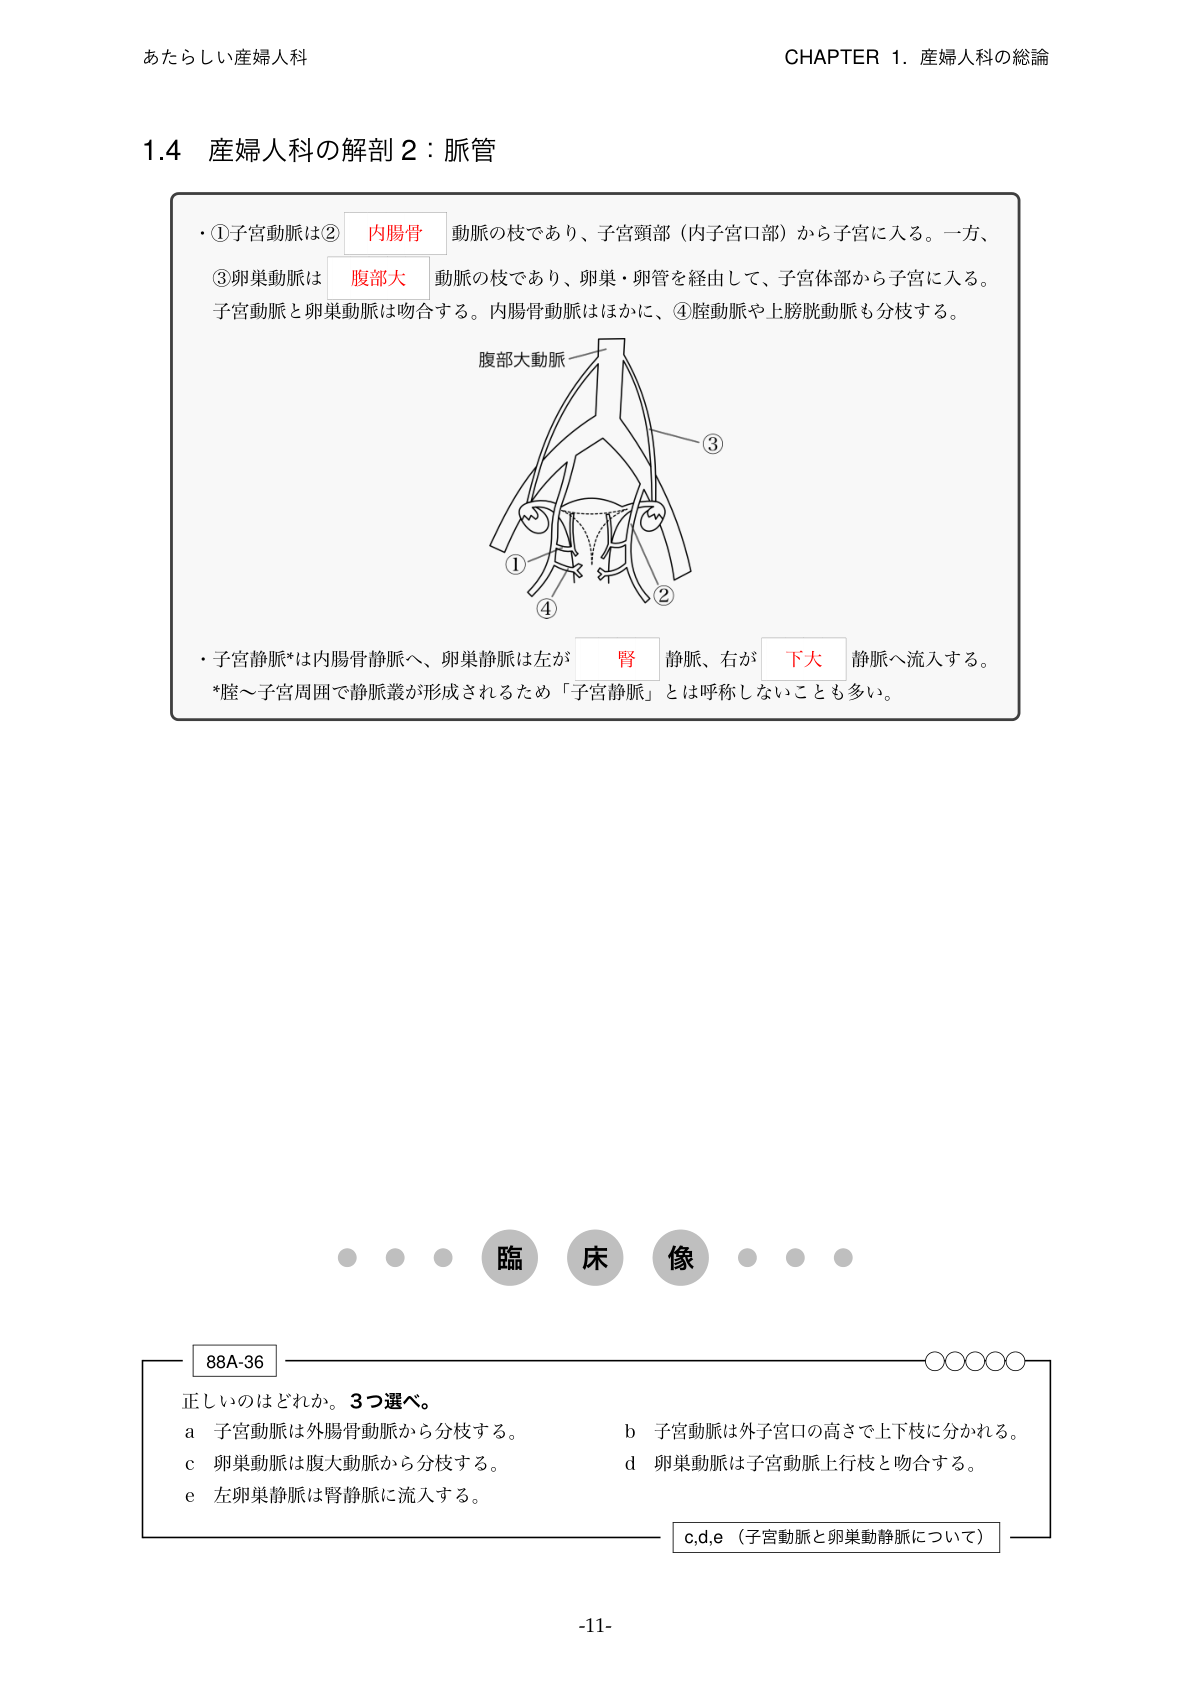 あたらしい産婦人科
CHAPTER 1. 産婦人科の総論
1.4 産婦人科の解剖 2：脈管
・①子宮動脈は② 内腸骨 動脈の枝であり、子宮頸部（内子宮口部）から子宮に入る。一方、
③卵巣動脈は 腹部大 動脈の枝であり、卵巣・卵管を経由して、子宮体部から子宮に入る。
子宮動脈と卵巣動脈は吻合する。内腸骨動脈はほかに、④腟動脈や上膀胱動脈も分枝する。
腹部大動脈
③
①
②
④
・子宮静脈*は内腸骨静脈へ、卵巣静脈は左が 腎 静脈、右が 下大 静脈へ流入する。
*腟〜子宮周囲で静脈叢が形成されるため「子宮静脈」とは呼称しないことも多い。
臨 床 像
88A-36
正しいのはどれか。3つ選べ。
a 子宮動脈は外腸骨動脈から分枝する。
b 子宮動脈は外子宮口の高さで上下枝に分かれる。
c 卵巣動脈は腹大動脈から分枝する。
d 卵巣動脈は子宮動脈上行枝と吻合する。
e 左卵巣静脈は腎静脈に流入する。
c,d,e （子宮動脈と卵巣動静脈について）
-11-